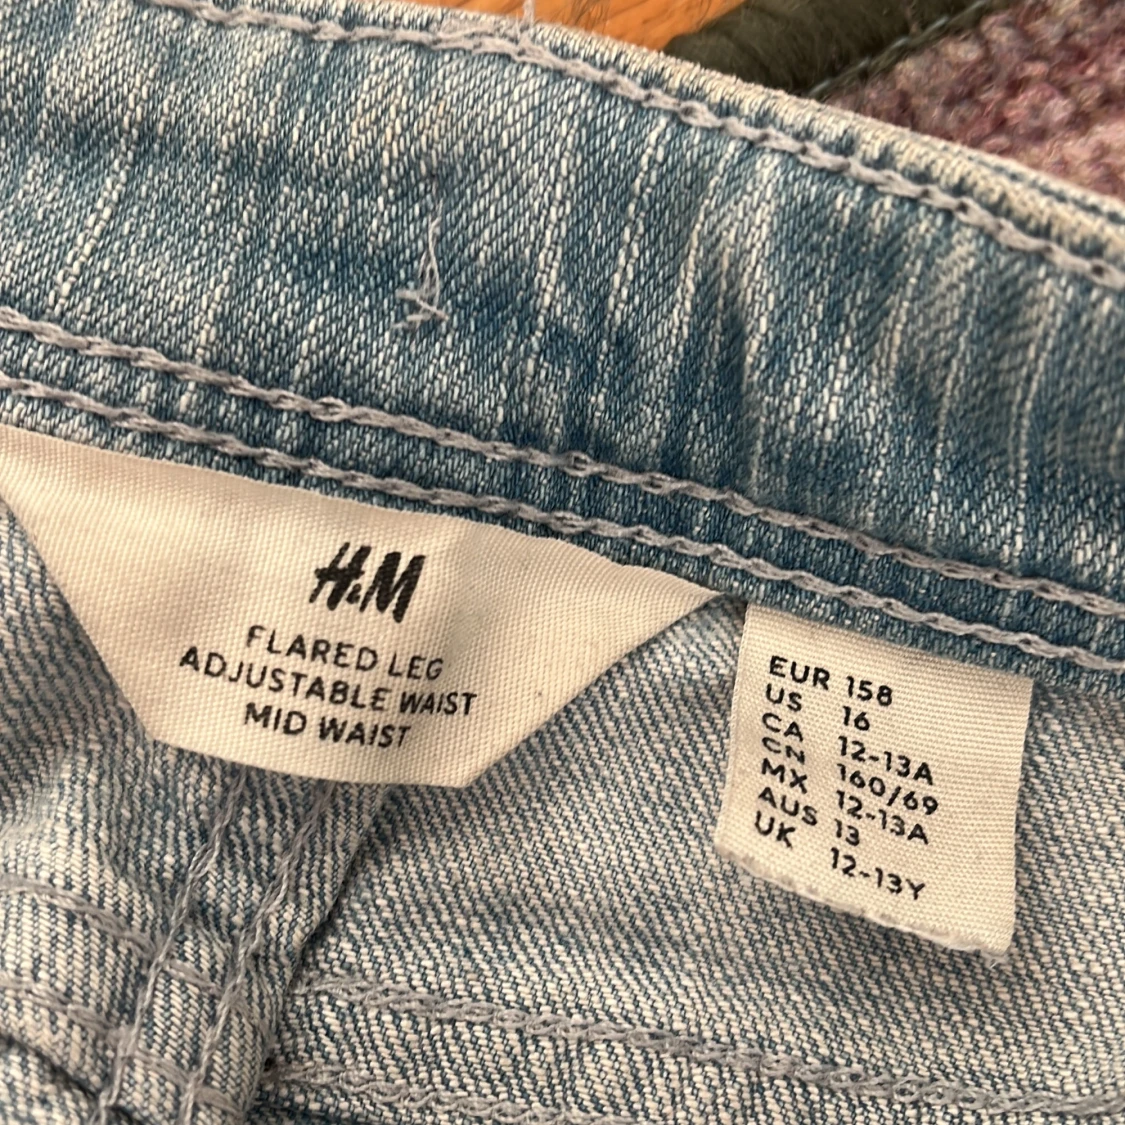 H&M
FLARED LEG
ADJUSTABLE WAIST
MID WAIST
EUR 158
US 16
CA 12-13A
CN 160/69
MX 12-13A
AUS 13
UK 12-13Y